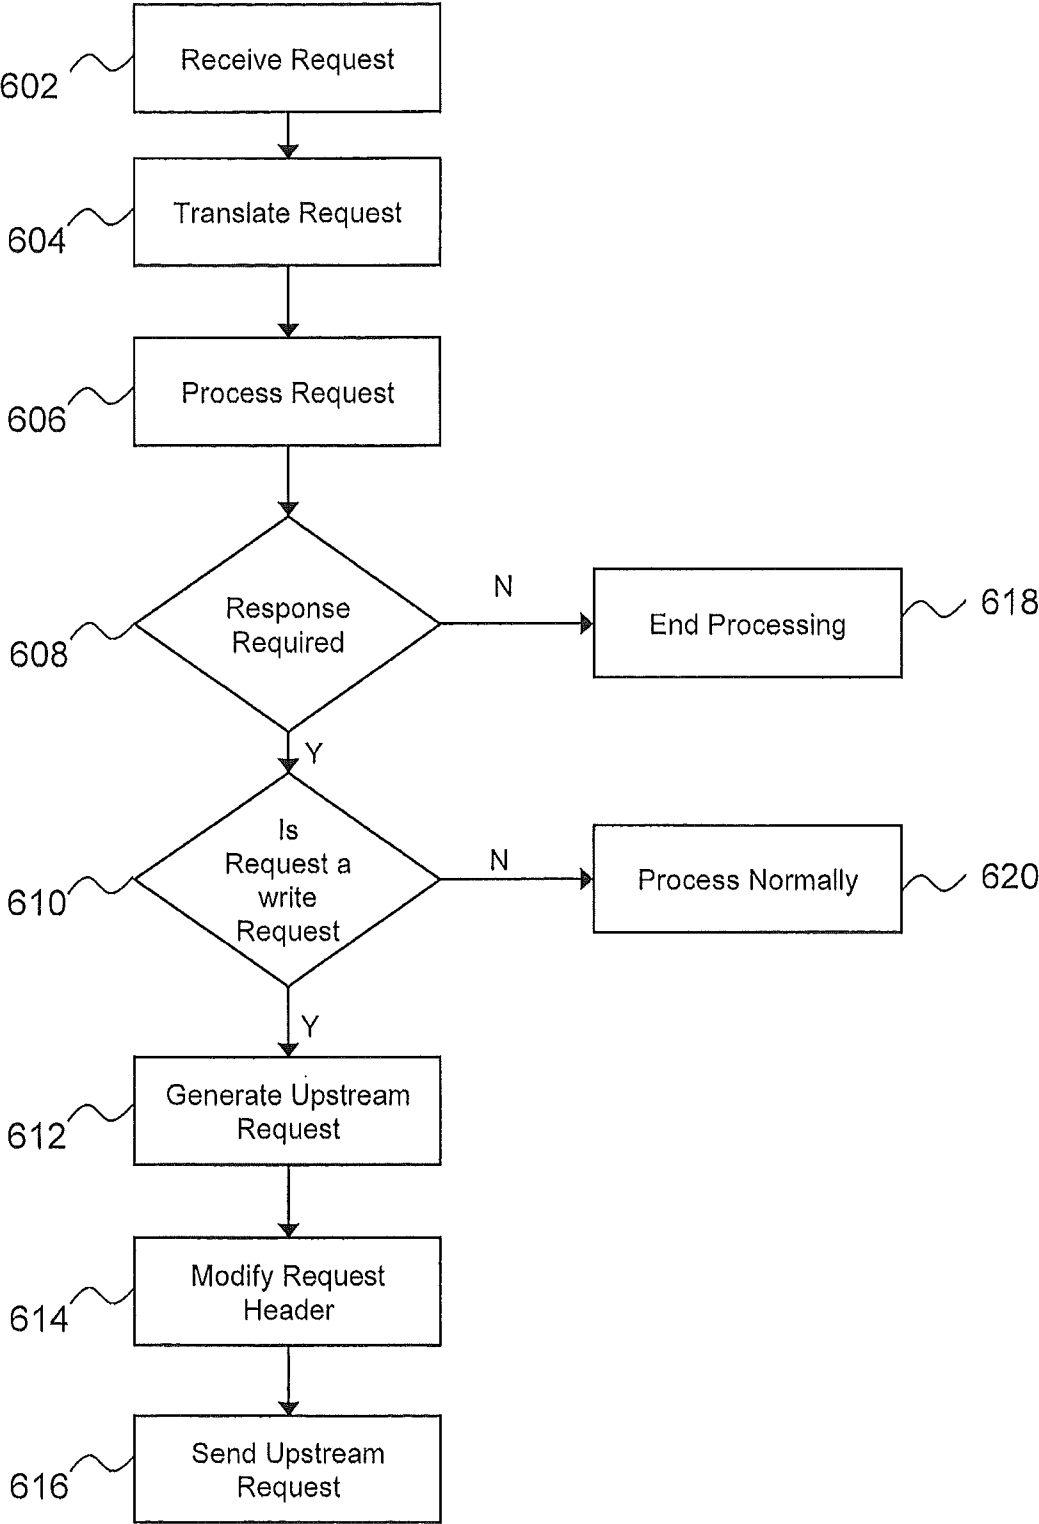 Receive Request
602
Translate Request
604
Process Request
606
Response
Required
608
N
End Processing
618
Y
Is
Request a
write
Request
610
N
Process Normally
620
Y
Generate Upstream
Request
612
Modify Request
Header
614
Send Upstream
Request
616